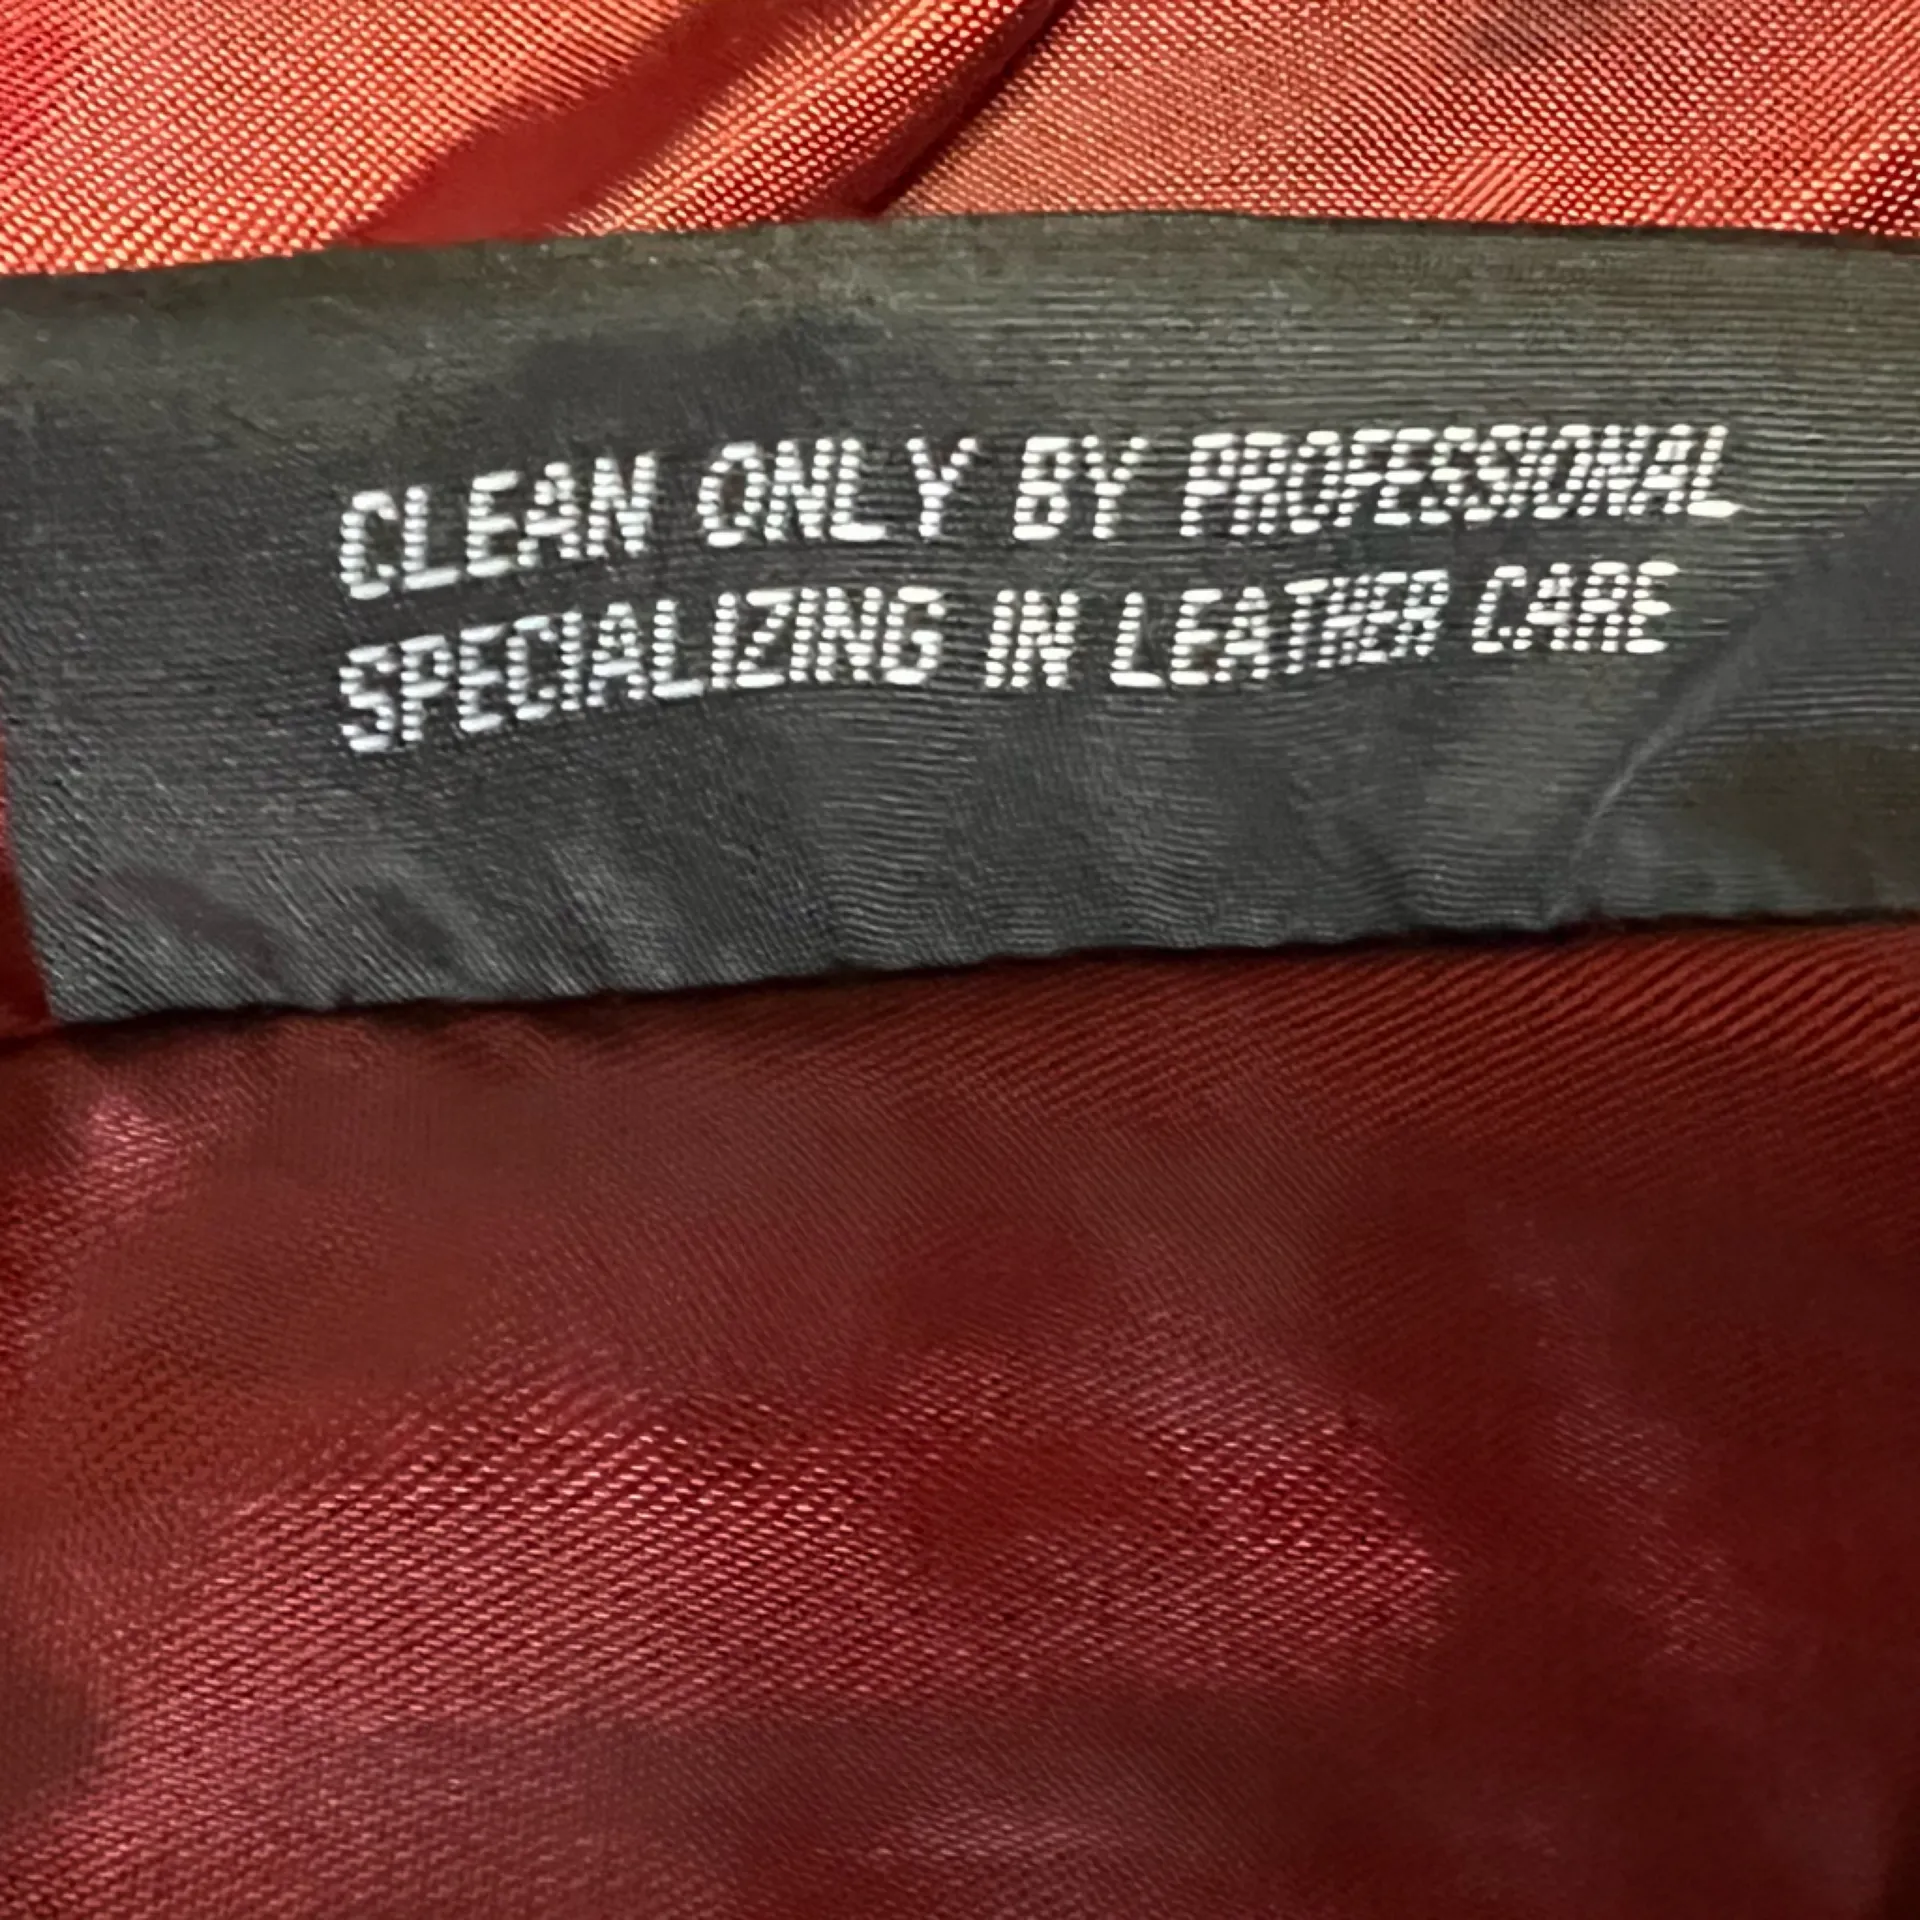 CLEAN ONLY BY PROFESSIONAL
SPECIALIZING IN LEATHER CARE